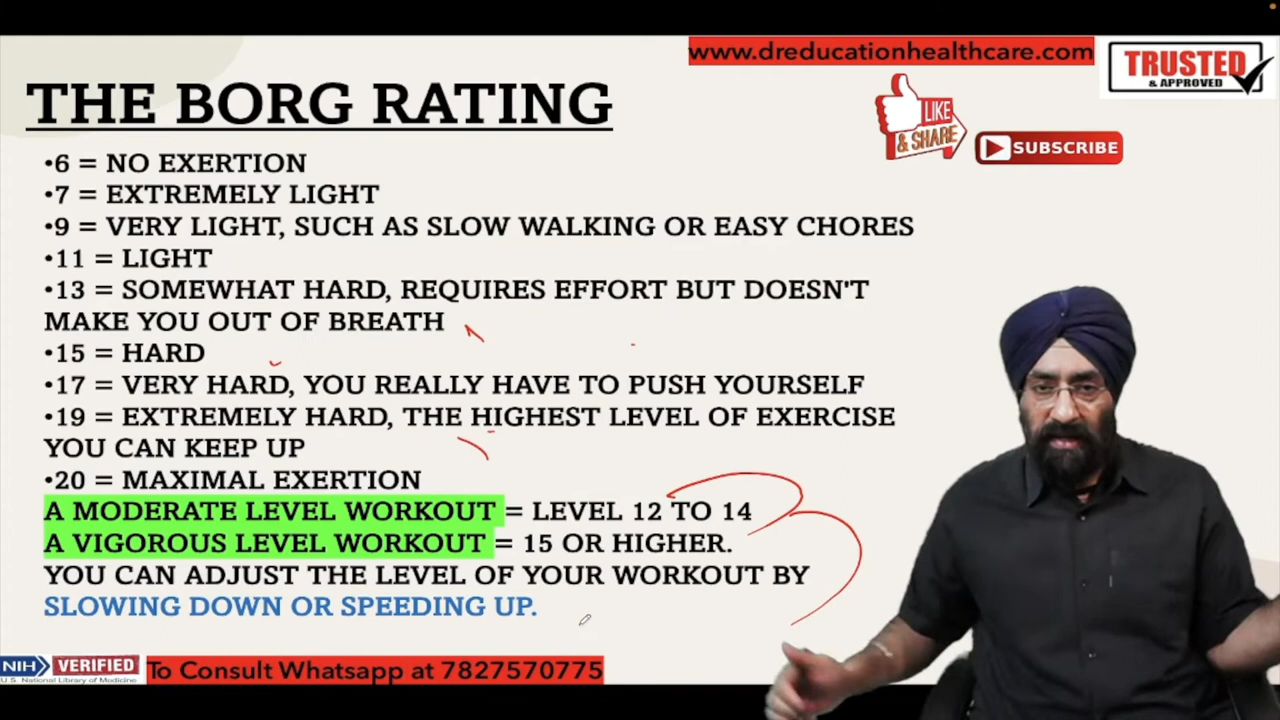 www.dreducationhealthcare.com
TRUSTED
& APPROVED
THE BORG RATING
LIKE
& SHARE
SUBSCRIBE
•6 = NO EXERTION
•7 = EXTREMELY LIGHT
•9 = VERY LIGHT, SUCH AS SLOW WALKING OR EASY CHORES
•11 = LIGHT
•13 = SOMEWHAT HARD, REQUIRES EFFORT BUT DOESN'T
MAKE YOU OUT OF BREATH
•15 = HARD
•17 = VERY HARD, YOU REALLY HAVE TO PUSH YOURSELF
•19 = EXTREMELY HARD, THE HIGHEST LEVEL OF EXERCISE
YOU CAN KEEP UP
•20 = MAXIMAL EXERTION
A MODERATE LEVEL WORKOUT = LEVEL 12 TO 14
A VIGOROUS LEVEL WORKOUT = 15 OR HIGHER.
YOU CAN ADJUST THE LEVEL OF YOUR WORKOUT BY
SLOWING DOWN OR SPEEDING UP.
NIH VERIFIED
U.S. National Library of Medicine
To Consult Whatsapp at 7827570775